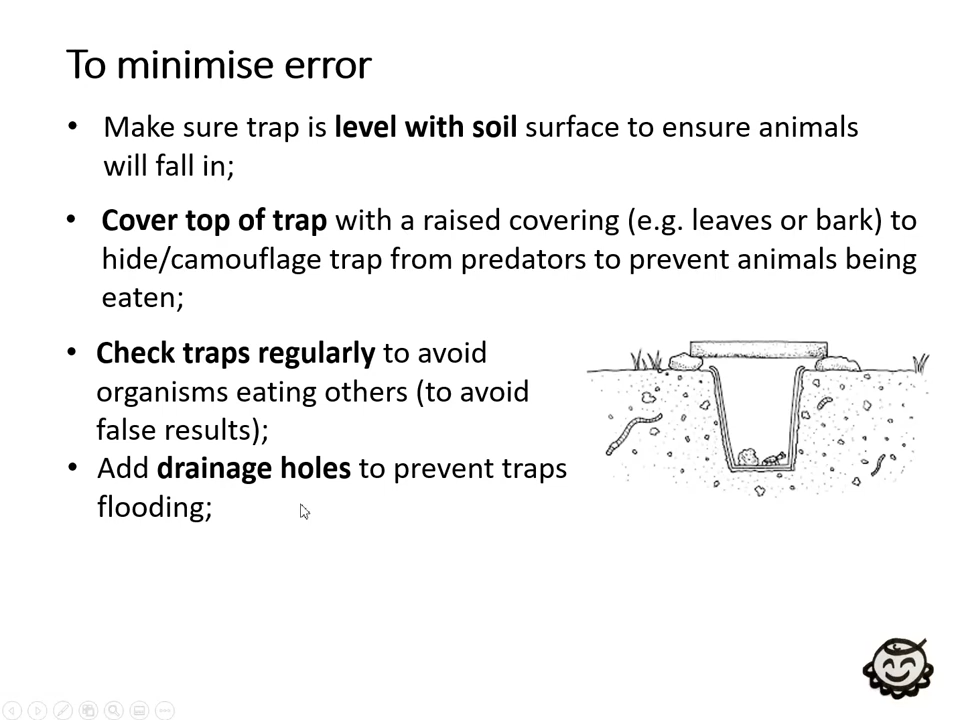 To minimise error
• Make sure trap is level with soil surface to ensure animals
will fall in;
• Cover top of trap with a raised covering (e.g. leaves or bark) to
hide/camouflage trap from predators to prevent animals being
eaten;
• Check traps regularly to avoid
organisms eating others (to avoid
false results);
• Add drainage holes to prevent traps
flooding;